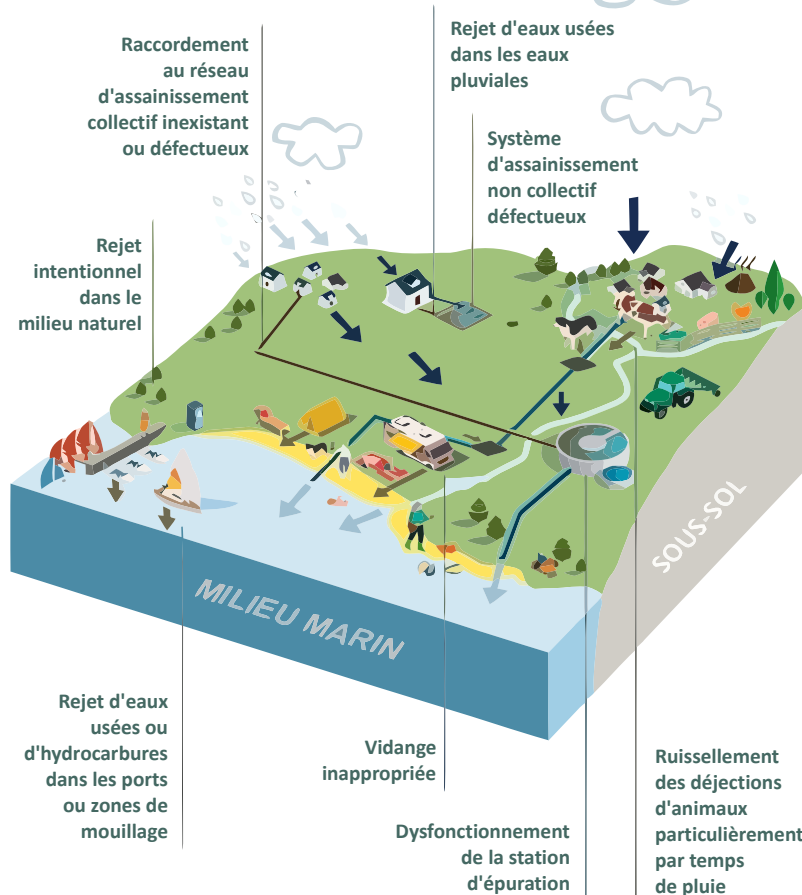 Raccordement
au réseau
d'assainissement
collectif inexistant
ou défectueux
Rejet d'eaux usées
dans les eaux
pluviales
Système
d'assainissement
non collectif
défectueux
Rejet
intentionnel
dans le
milieu naturel
SOUS-SOL
MILIEU MARIN
Rejet d'eaux
usées ou
d'hydrocarbures
dans les ports
ou zones de
mouillage
Vidange
inappropriée
Dysfonctionnement
de la station
d'épuration
Ruissellement
des déjections
d'animaux
particulièrement
par temps
de pluie